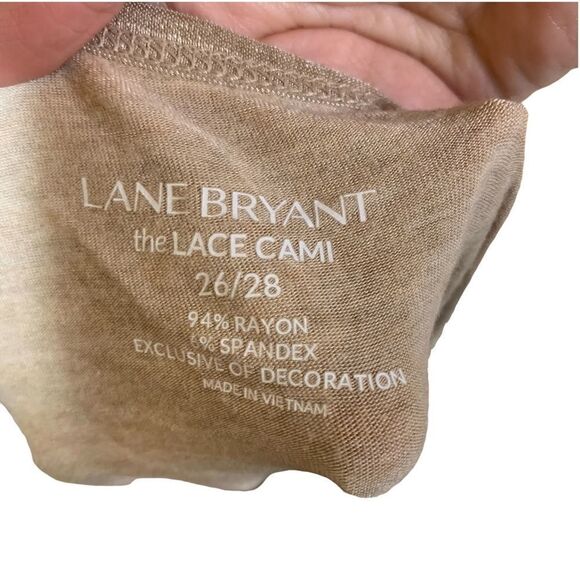 LANE BRYANT
the LACE CAMI
26/28
94% RAYON
% SPANDEX
EXCLUSIVE OF DECORATION
MADE IN VIETNAM